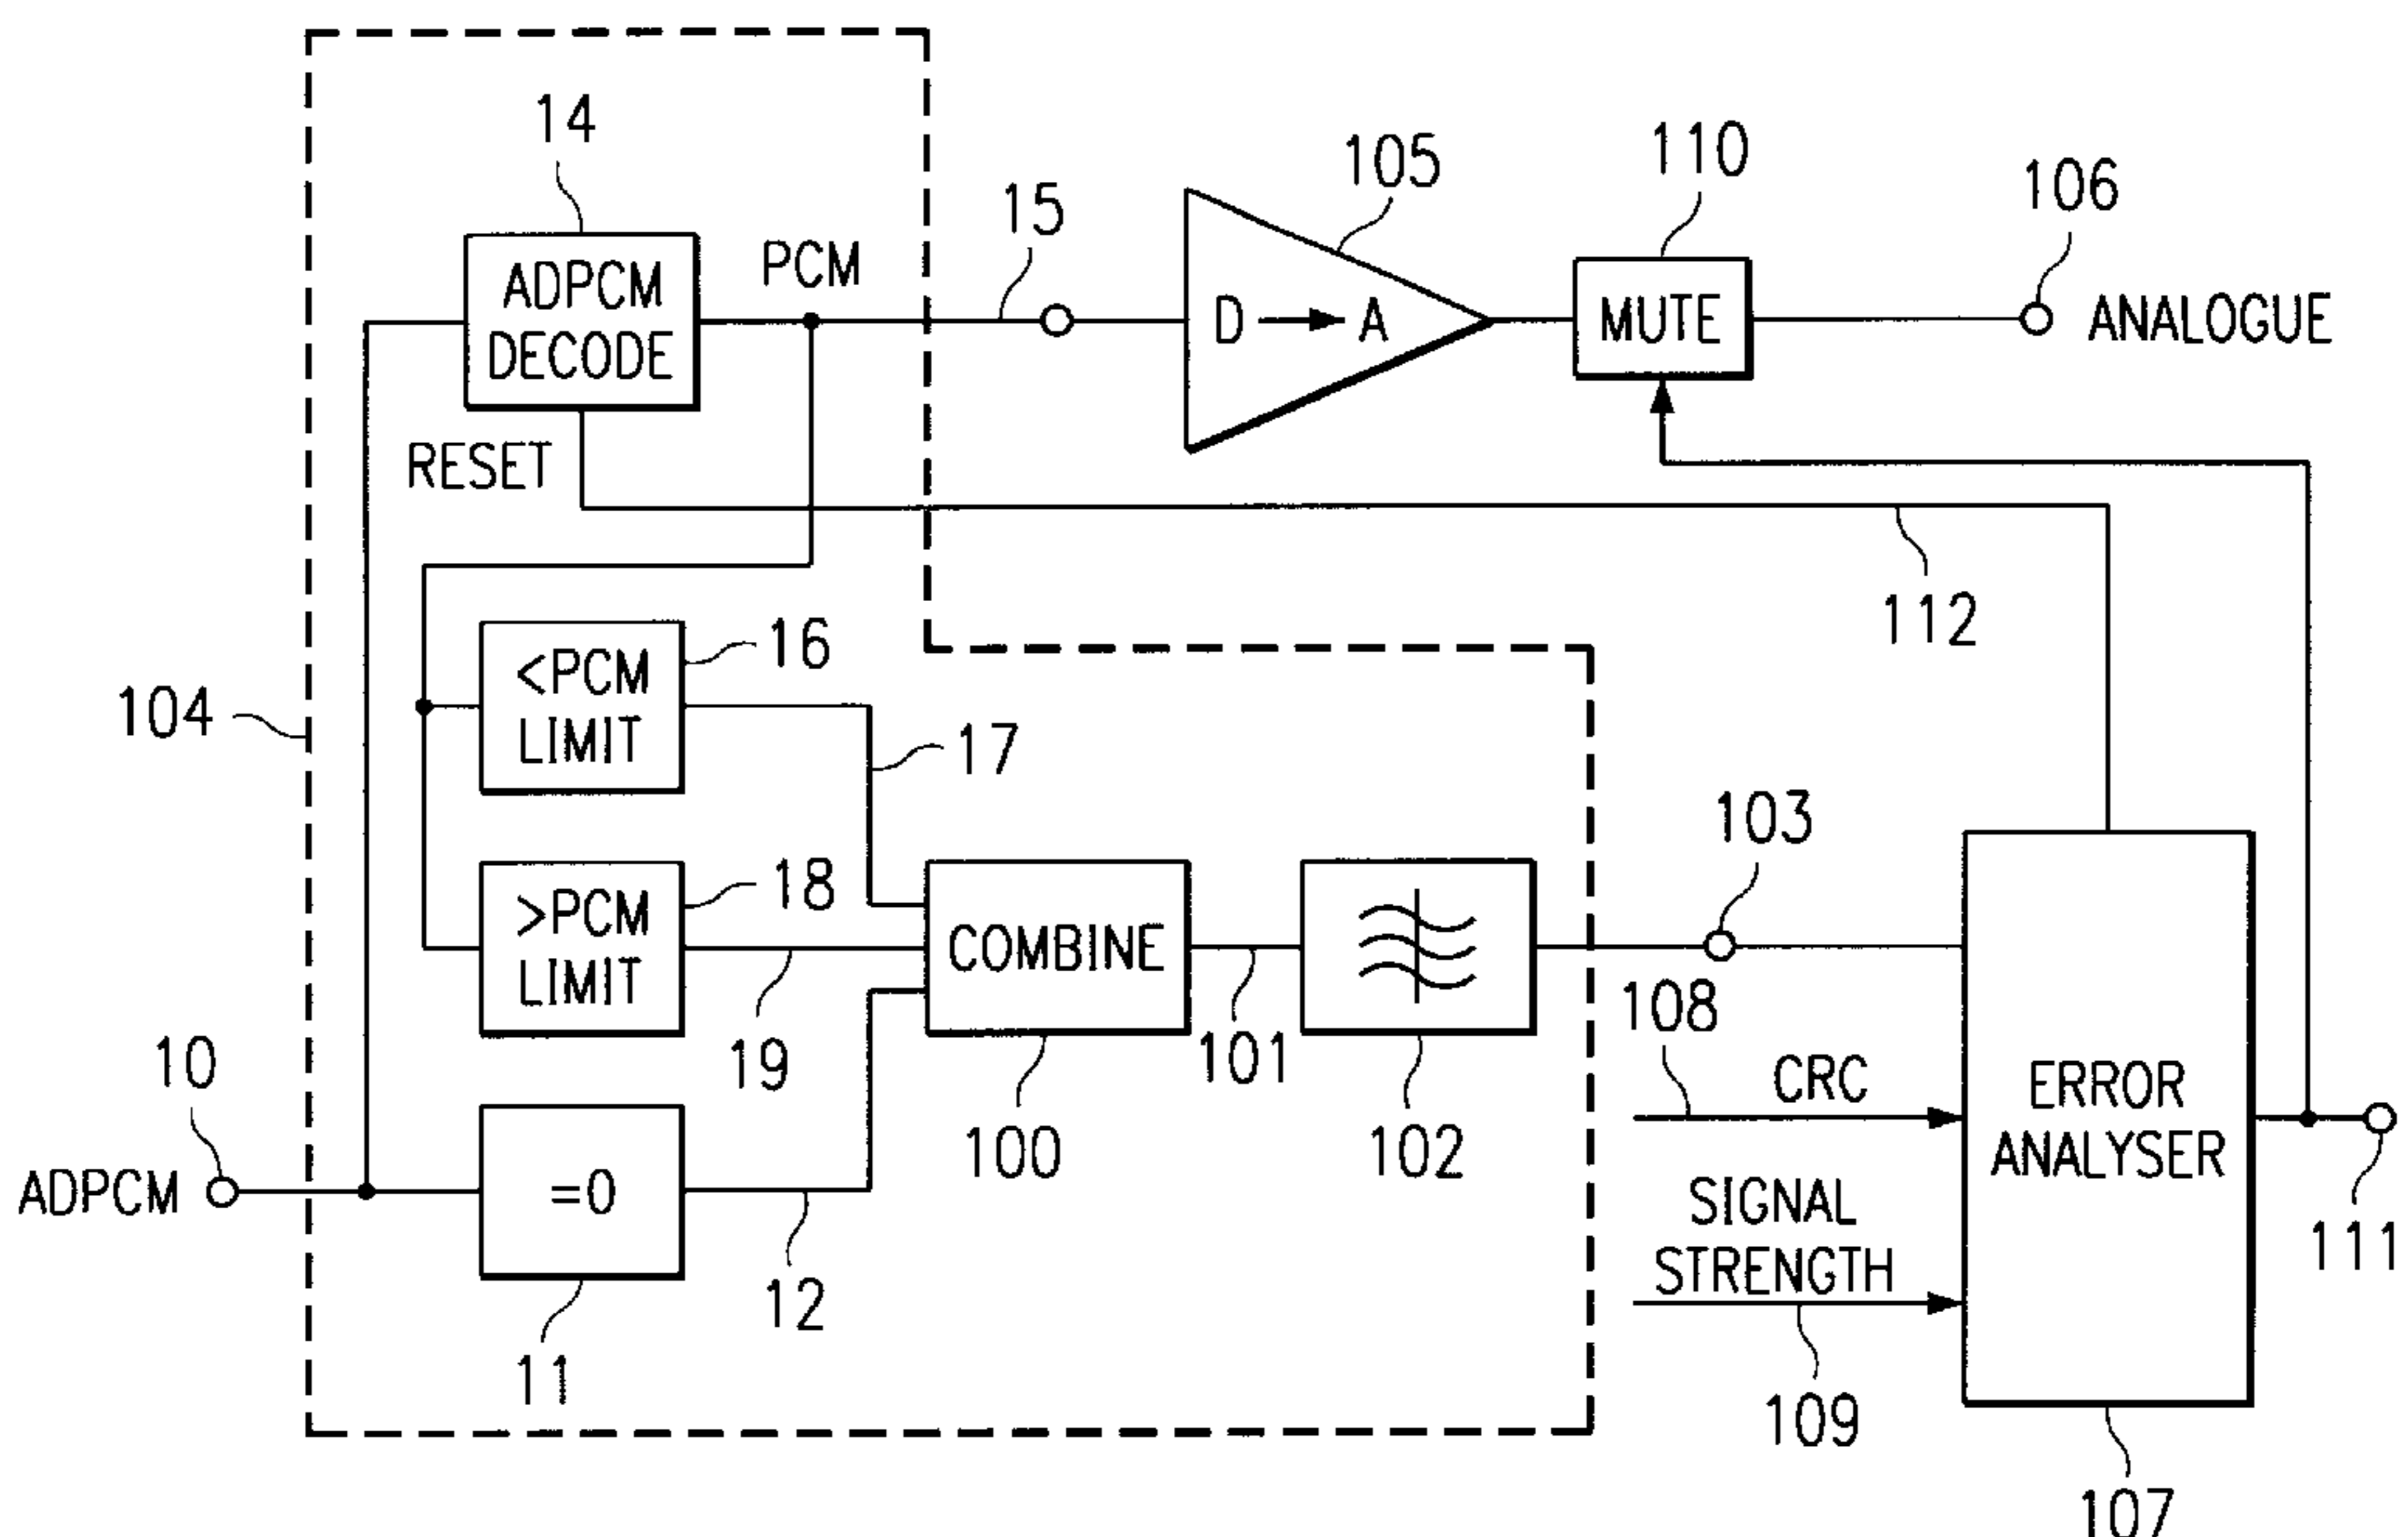 14
105
110
106
15
PCM
ADPCM
DECODE
D
A
MUTE
ANALOGUE
RESET
112
<PCM
LIMIT
16
104
17
103
>PCM
LIMIT
18
COMBINE
108
19
101
10
CRC
ERROR
ANALYSER
100
102
ADPCM
=0
SIGNAL
STRENGTH
111
12
11
109
107